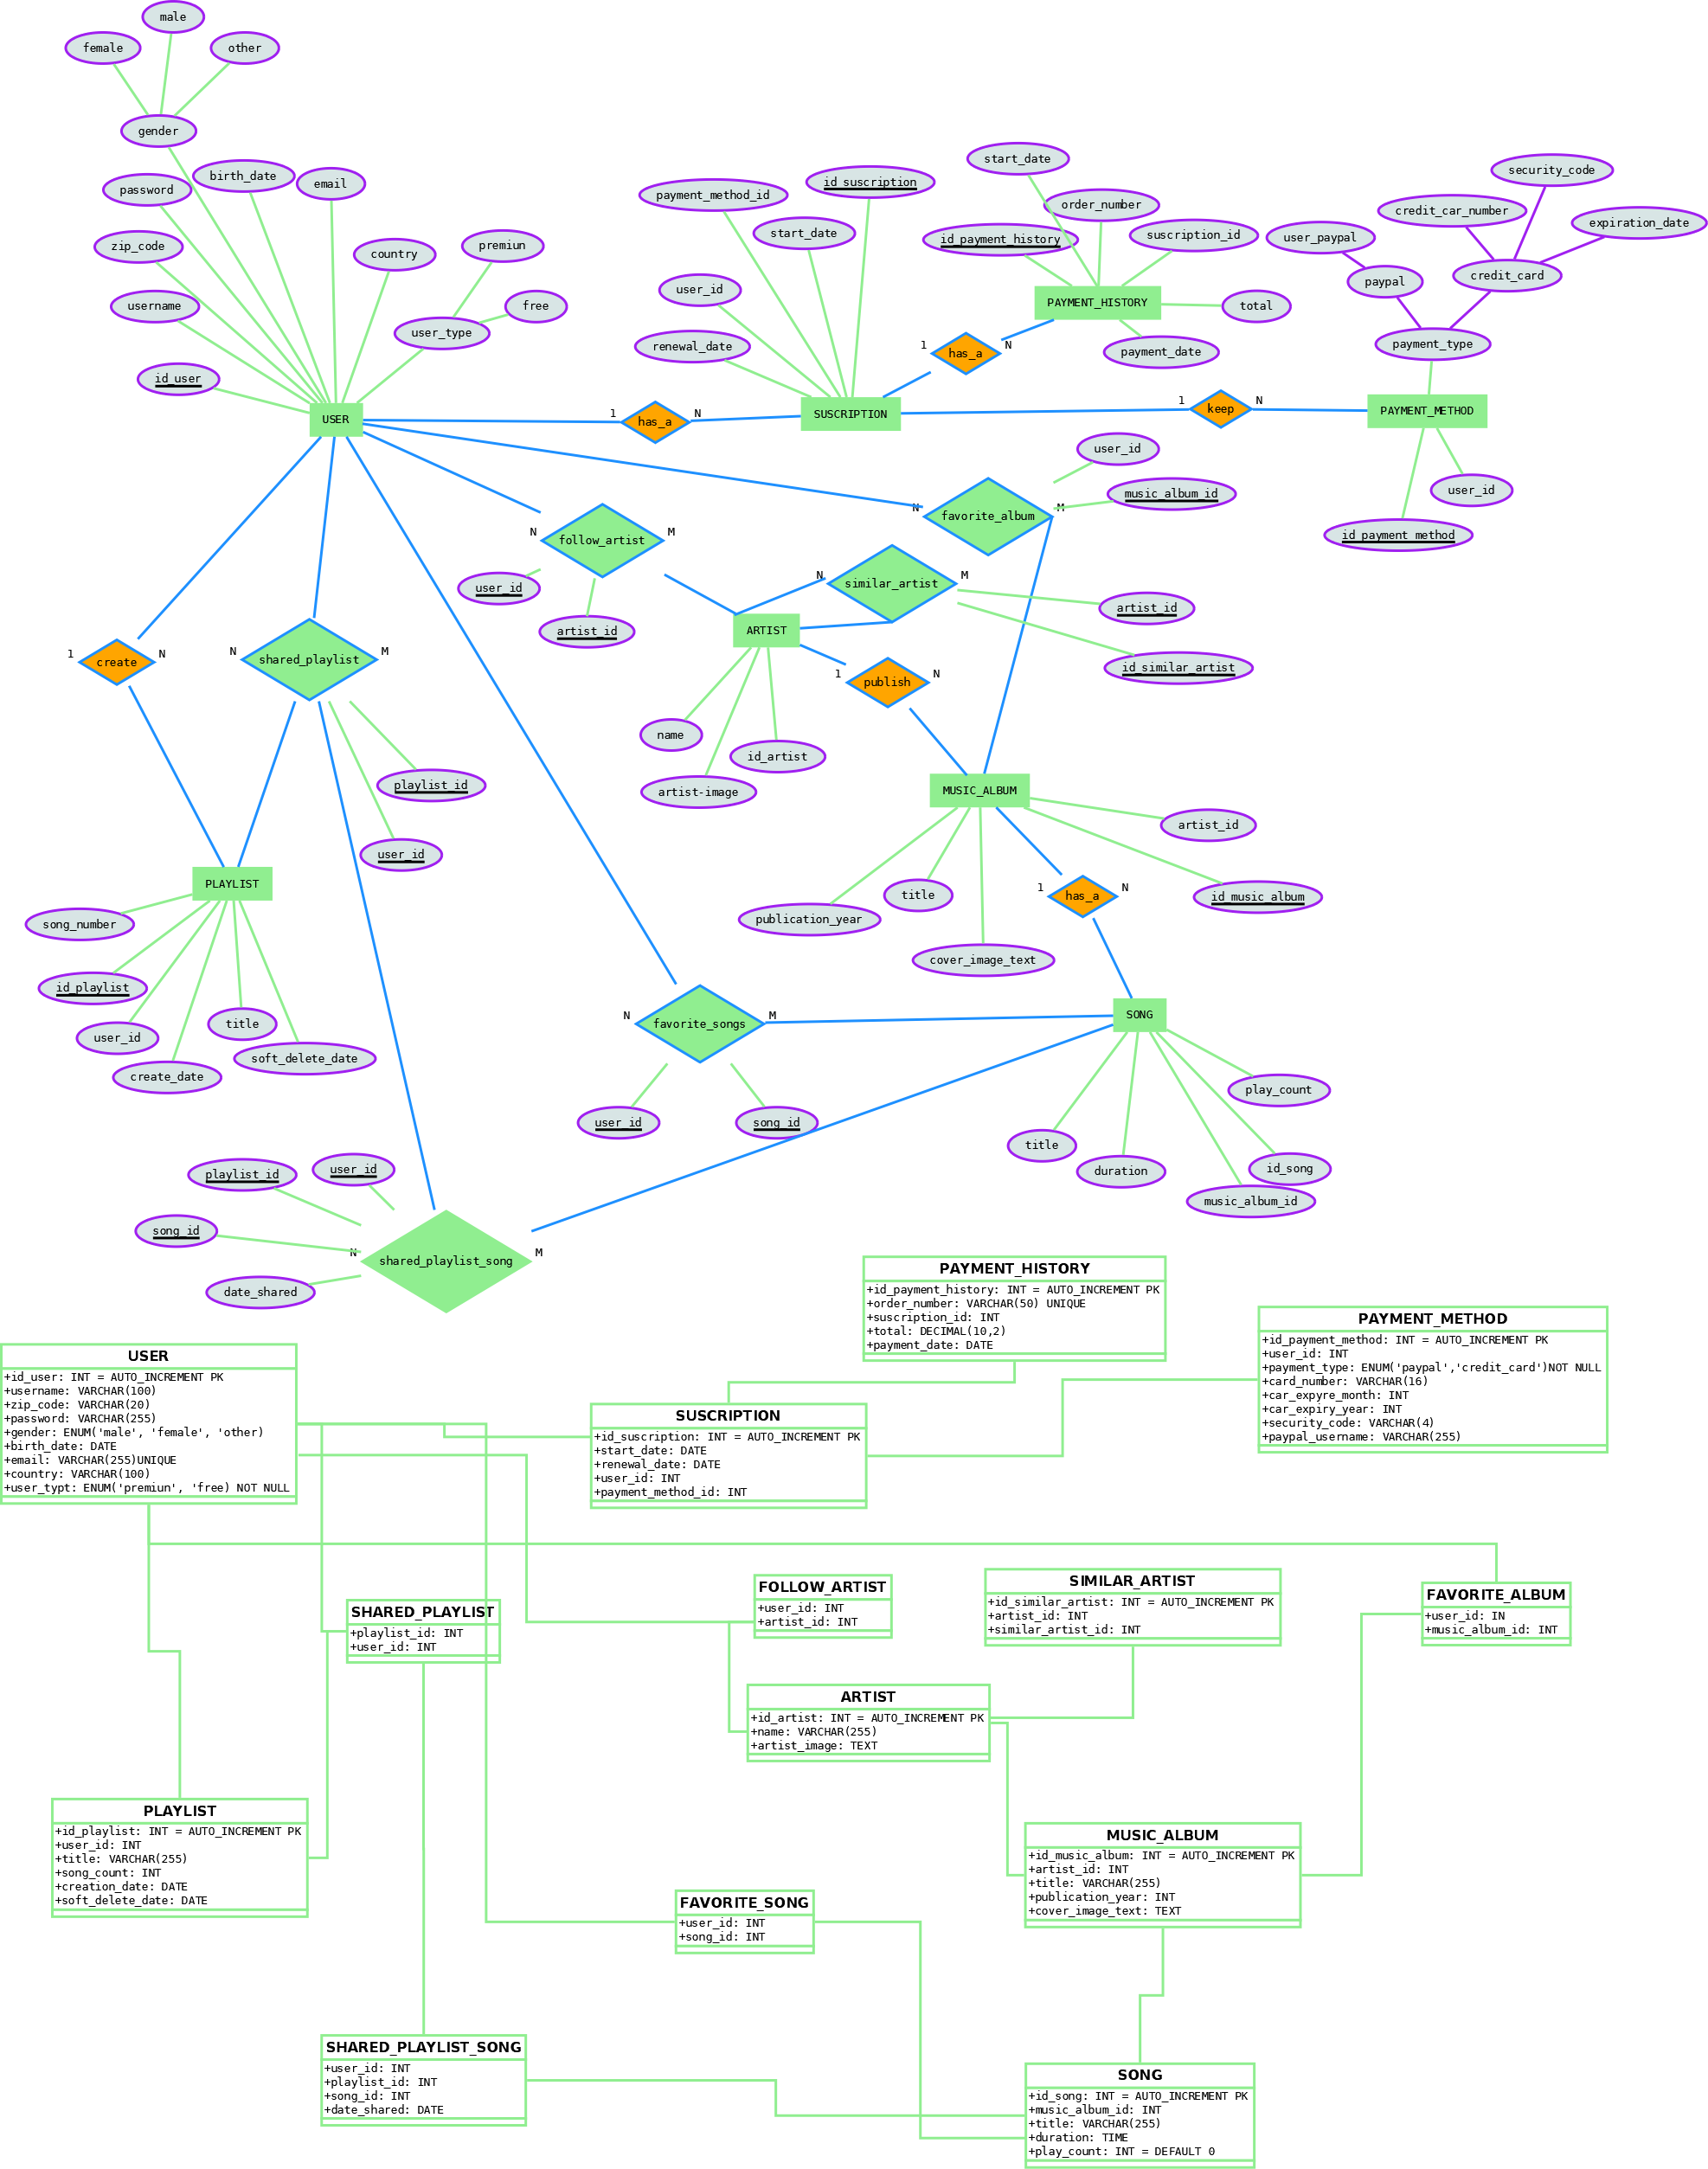 male
female
other
gender
birth_date
email
password
zip_code
country
premiun
username
user_type
free
id_user
USER
payment_method_id
id_suscription
start_date
user_id
renewal_date
SUSCRIPTION
1
has_a
N
start_date
order_number
id_payment_history
suscription_id
PAYMENT_HISTORY
total
payment_date
1
has_a
N
security_code
credit_car_number
expiration_date
user_paypal
credit_card
paypal
payment_type
1
keep
N
PAYMENT_METHOD
user_id
id_payment_method
user_id
music_album_id
N
favorite_album
M
N
follow_artist
M
user_id
artist_id
N
similar_artist
M
artist_id
id_similar_artist
ARTIST
1
publish
N
name
id_artist
artist-image
1
create
N
N
shared_playlist
M
playlist_id
user_id
MUSIC_ALBUM
artist_id
id_music_album
title
publication_year
cover_image_text
1
has_a
N
PLAYLIST
song_number
id_playlist
user_id
title
create_date
soft_delete_date
N
favorite_songs
M
user_id
song_id
SONG
play_count
title
duration
id_song
music_album_id
playlist_id
user_id
song_id
date_shared
N
shared_playlist_song
M
PAYMENT_HISTORY
+id_payment_history: INT = AUTO_INCREMENT PK
+order_number: VARCHAR(50) UNIQUE
+suscription_id: INT
+total: DECIMAL(10,2)
+payment_date: DATE
PAYMENT_METHOD
+id_payment_method: INT = AUTO_INCREMENT PK
+user_id: INT
+payment_type: ENUM('paypal','credit_card')NOT NULL
+card_number: VARCHAR(16)
+car_expyre_month: INT
+car_expiry_year: INT
+security_code: VARCHAR(4)
+paypal_username: VARCHAR(255)
USER
+id_user: INT = AUTO_INCREMENT PK
+username: VARCHAR(100)
+zip_code: VARCHAR(20)
+password: VARCHAR(255)
+gender: ENUM('male', 'female', 'other)
+birth_date: DATE
+email: VARCHAR(255)UNIQUE
+country: VARCHAR(100)
+user_typt: ENUM('premiun', 'free) NOT NULL
SUSCRIPTION
+id_suscription: INT = AUTO_INCREMENT PK
+start_date: DATE
+renewal_date: DATE
+user_id: INT
+payment_method_id: INT
FOLLOW_ARTIST
+user_id: INT
+artist_id: INT
SIMILAR_ARTIST
+id_similar_artist: INT = AUTO_INCREMENT PK
+artist_id: INT
+similar_artist_id: INT
FAVORITE_ALBUM
+user_id: IN
+music_album_id: INT
SHARED_PLAYLIST
+playlist_id: INT
+user_id: INT
ARTIST
+id_artist: INT = AUTO_INCREMENT PK
+name: VARCHAR(255)
+artist_image: TEXT
PLAYLIST
+id_playlist: INT = AUTO_INCREMENT PK
+user_id: INT
+title: VARCHAR(255)
+song_count: INT
+creation_date: DATE
+soft_delete_date: DATE
MUSIC_ALBUM
+id_music_album: INT = AUTO_INCREMENT PK
+artist_id: INT
+title: VARCHAR(255)
+publication_year: INT
+cover_image_text: TEXT
FAVORITE_SONG
+user_id: INT
+song_id: INT
SHARED_PLAYLIST_SONG
+user_id: INT
+playlist_id: INT
+song_id: INT
+date_shared: DATE
SONG
+id_song: INT = AUTO_INCREMENT PK
+music_album_id: INT
+title: VARCHAR(255)
+duration: TIME
+play_count: INT = DEFAULT 0